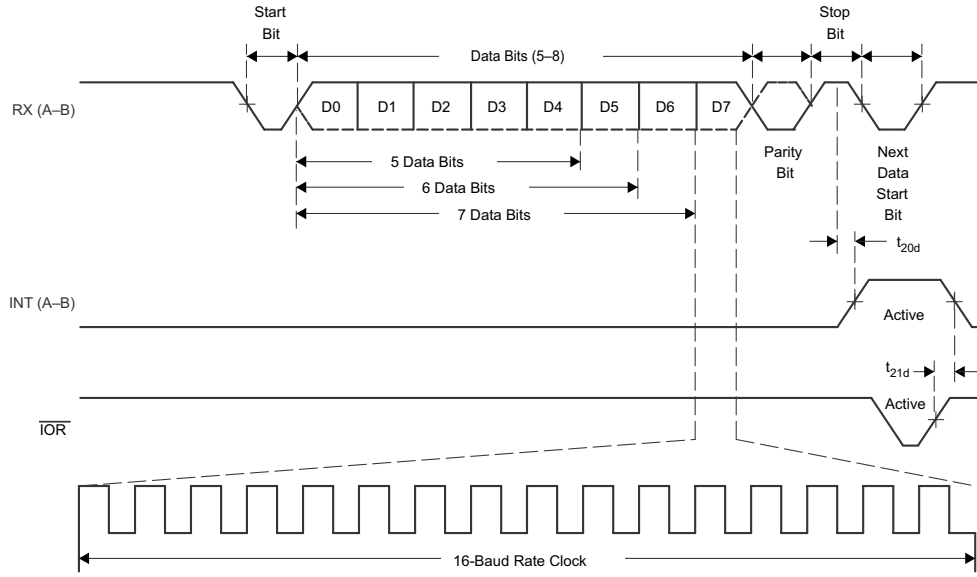 Start
Bit
Data Bits (5–8)
Stop
Bit
RX (A–B)
D0 D1 D2 D3 D4 D5 D6 D7
5 Data Bits
6 Data Bits
7 Data Bits
Parity
Bit
Next
Data
Start
Bit
t20d
INT (A–B)
Active
t21d
Active
IOR
16-Baud Rate Clock